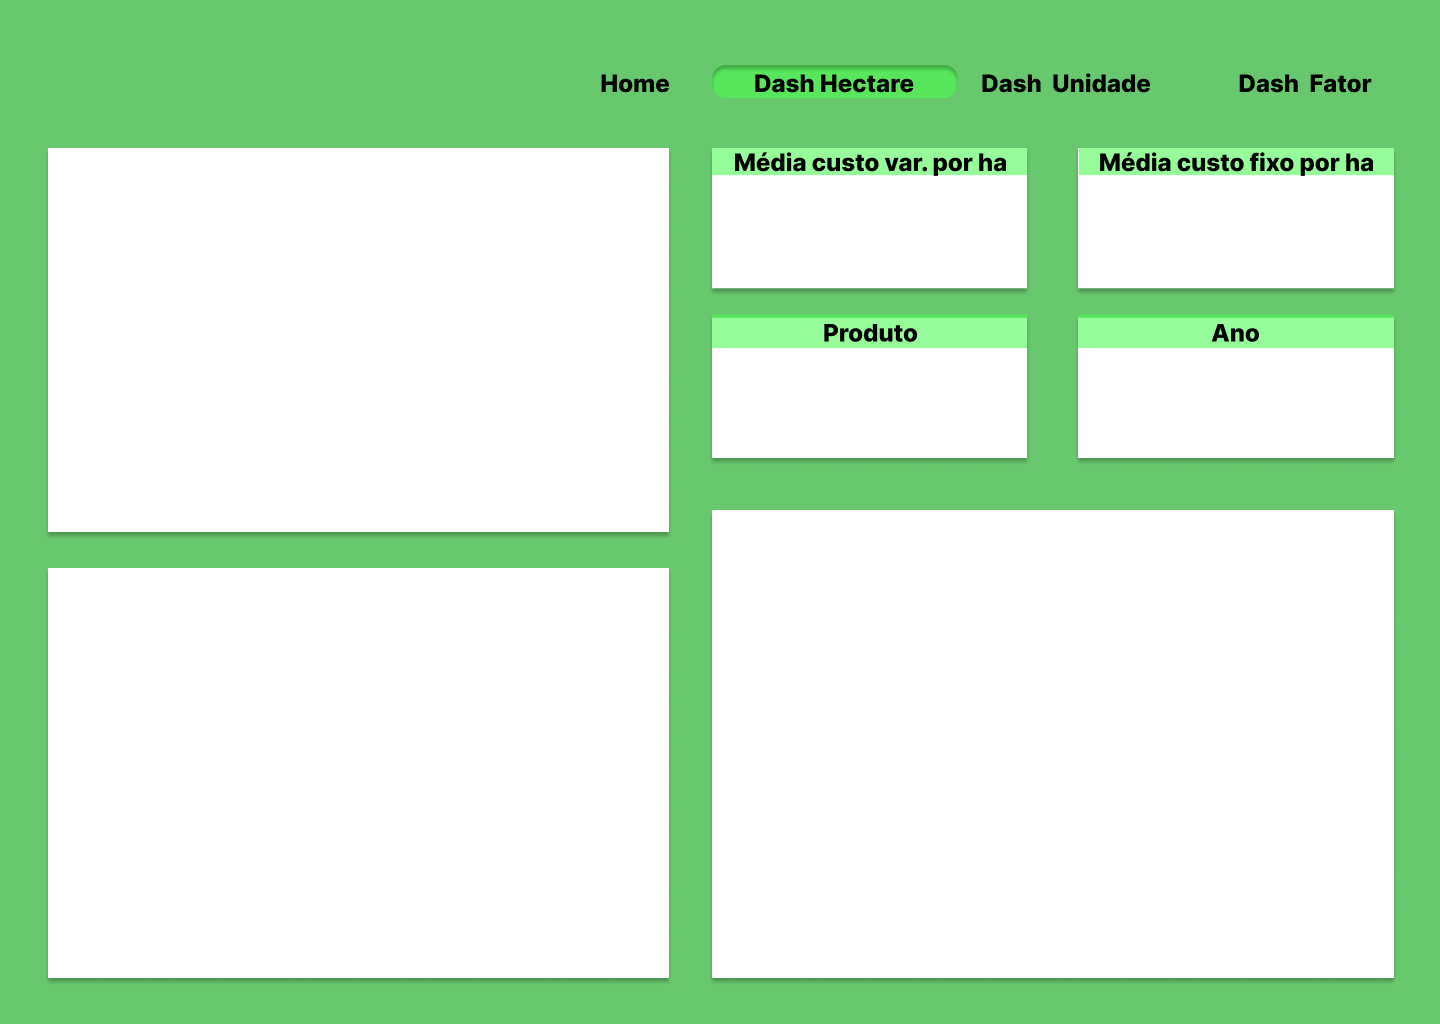 Home Dash Hectare Dash Unidade Dash Fator
Média custo var. por ha
Média custo fixo por ha
Produto
Ano